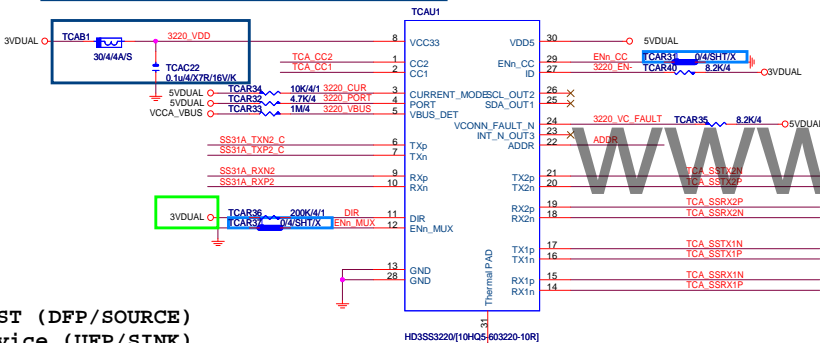 TCAU1
3VDUAL TCAB1 3220_VDD 8 VCC33 VDD5 30 5VDUAL
30/4/4A/S
TCAC22
0.1u/4/X7R/16V/K
TCA_CC2 1 CC2 ENn_CC 29 ENn_CC TCAR31 0/4/SHT/X
TCA_CC1 2 CC1 ID 27 3220_EN- TCAR40 8.2K/4 3VDUAL
5VDUAL TCAR34 10K/4/1 3220_CUR 3 CURRENT_MODE SCL_OUT2 26
5VDUAL TCAR32 4.7K/4 3220_PORT 4 PORT SDA_OUT1 25
VCCA_VBUS TCAR33 1M/4 3220_VBUS 5 VBUS_DET
VCONN_FAULT_N 24 3220_VC_FAULT TCAR35 8.2K/4 5VDUAL
INT_N_OUT3 23
SS31A_TXN2_C 6 TXp ADDR 22 ADDR
SS31A_TXP2_C 7 TXn
WWW
SS31A_RXN2 9 RXp TX2p 21 TCA_SSTX2N
SS31A_RXP2 10 RXn TX2n 20 TCA_SSTX2P
RX2p 19 TCA_SSRX2P
3VDUAL TCAR36 200K/4/1 DIR 11 DIR RX2n 18 TCA_SSRX2N
TCAR37 0/4/SHT/X ENn_MUX 12 ENn_MUX
TX1p 17 TCA_SSTX1N
TX1n 16 TCA_SSTX1P
13 GND
28 GND RX1p 15 TCA_SSRX1N
RX1n 14 TCA_SSRX1P
Thermal PAD
31
ST (DFP/SOURCE)
vice (UFP/SINK)
HD3SS3220/[10HQ5-603220-10R]